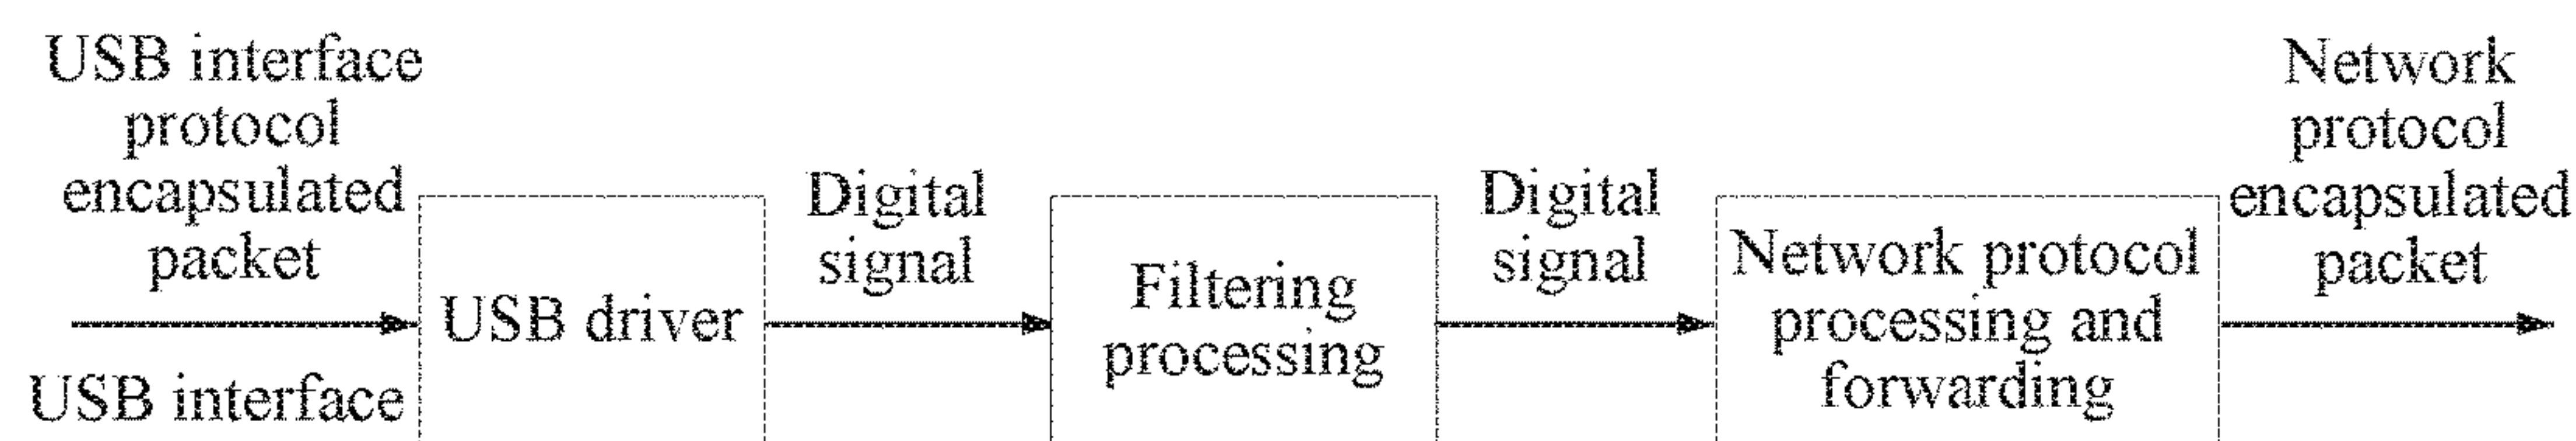 USB interface
protocol
encapsulated
packet
USB interface
USB driver
Digital
signal
Filtering
processing
Digital
signal
Network protocol
processing and
forwarding
Network
protocol
encapsulated
packet